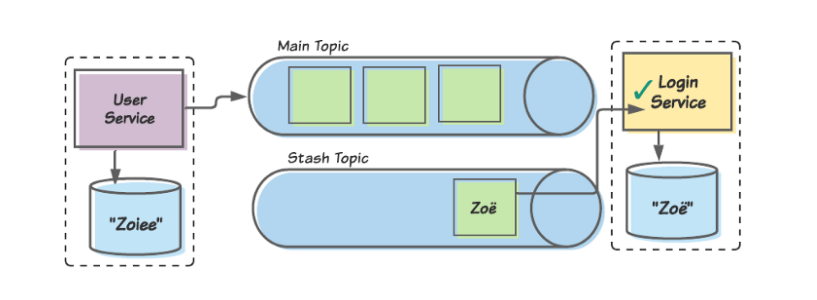 Main Topic
User
Service
Login
Service
Stash Topic
Zoë
"Zoiee"
"Zoë"